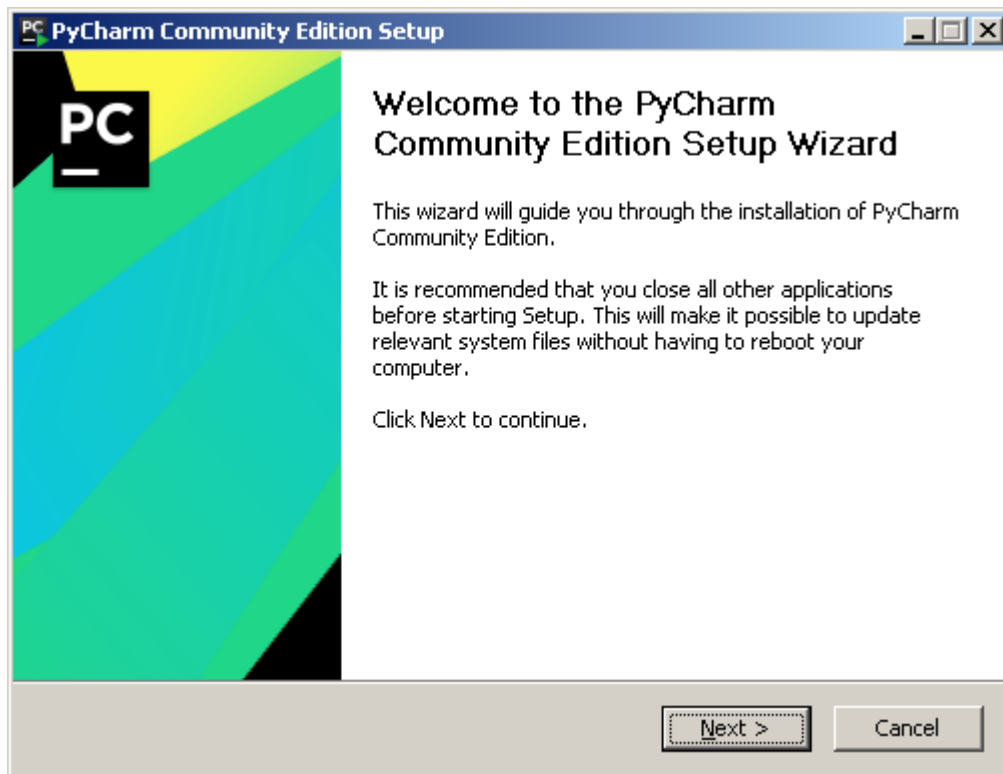 PyCharm Community Edition Setup
PC
Welcome to the PyCharm
Community Edition Setup Wizard
This wizard will guide you through the installation of PyCharm
Community Edition.
It is recommended that you close all other applications
before starting Setup. This will make it possible to update
relevant system files without having to reboot your
computer.
Click Next to continue.
Next >
Cancel